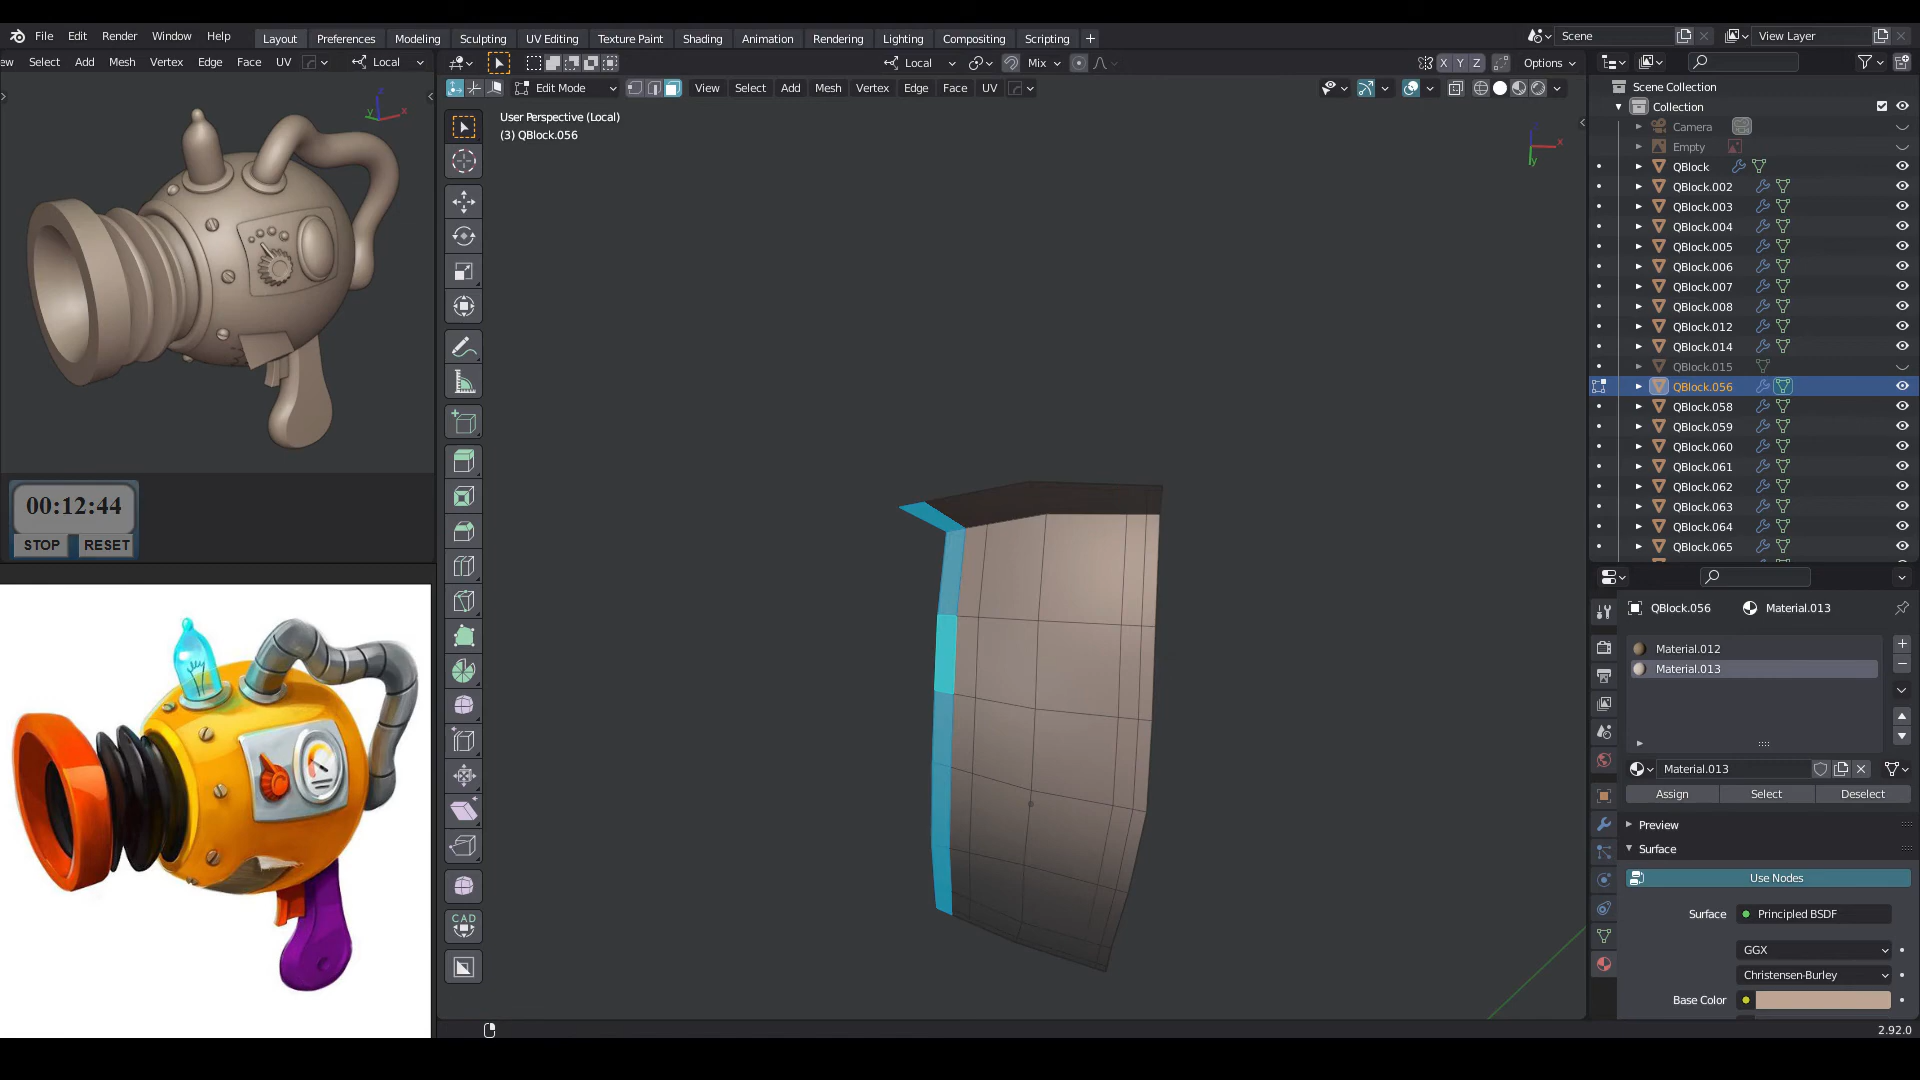 File Edit Render Window Help
Layout Preferences Modeling Sculpting UV Editing Texture Paint Shading Animation Rendering Lighting Compositing Scripting +
Scene
View Layer
ew Select Add Mesh Vertex Edge Face UV Local
Local Mix X Y Z Options
Edit Mode View Select Add Mesh Vertex Edge Face UV
User Perspective (Local)
(3) QBlock.056
z
y
x
x
y
00:12:44
STOP RESET
CAD
Scene Collection
Collection
Camera
Empty
QBlock
QBlock.002
QBlock.003
QBlock.004
QBlock.005
QBlock.006
QBlock.007
QBlock.008
QBlock.012
QBlock.014
QBlock.015
QBlock.056
QBlock.058
QBlock.059
QBlock.060
QBlock.061
QBlock.062
QBlock.063
QBlock.064
QBlock.065
QBlock.056 Material.013
Material.012
Material.013
Material.013
Assign Select Deselect
Preview
Surface
Use Nodes
Surface Principled BSDF
GGX
Christensen-Burley
Base Color
2.92.0